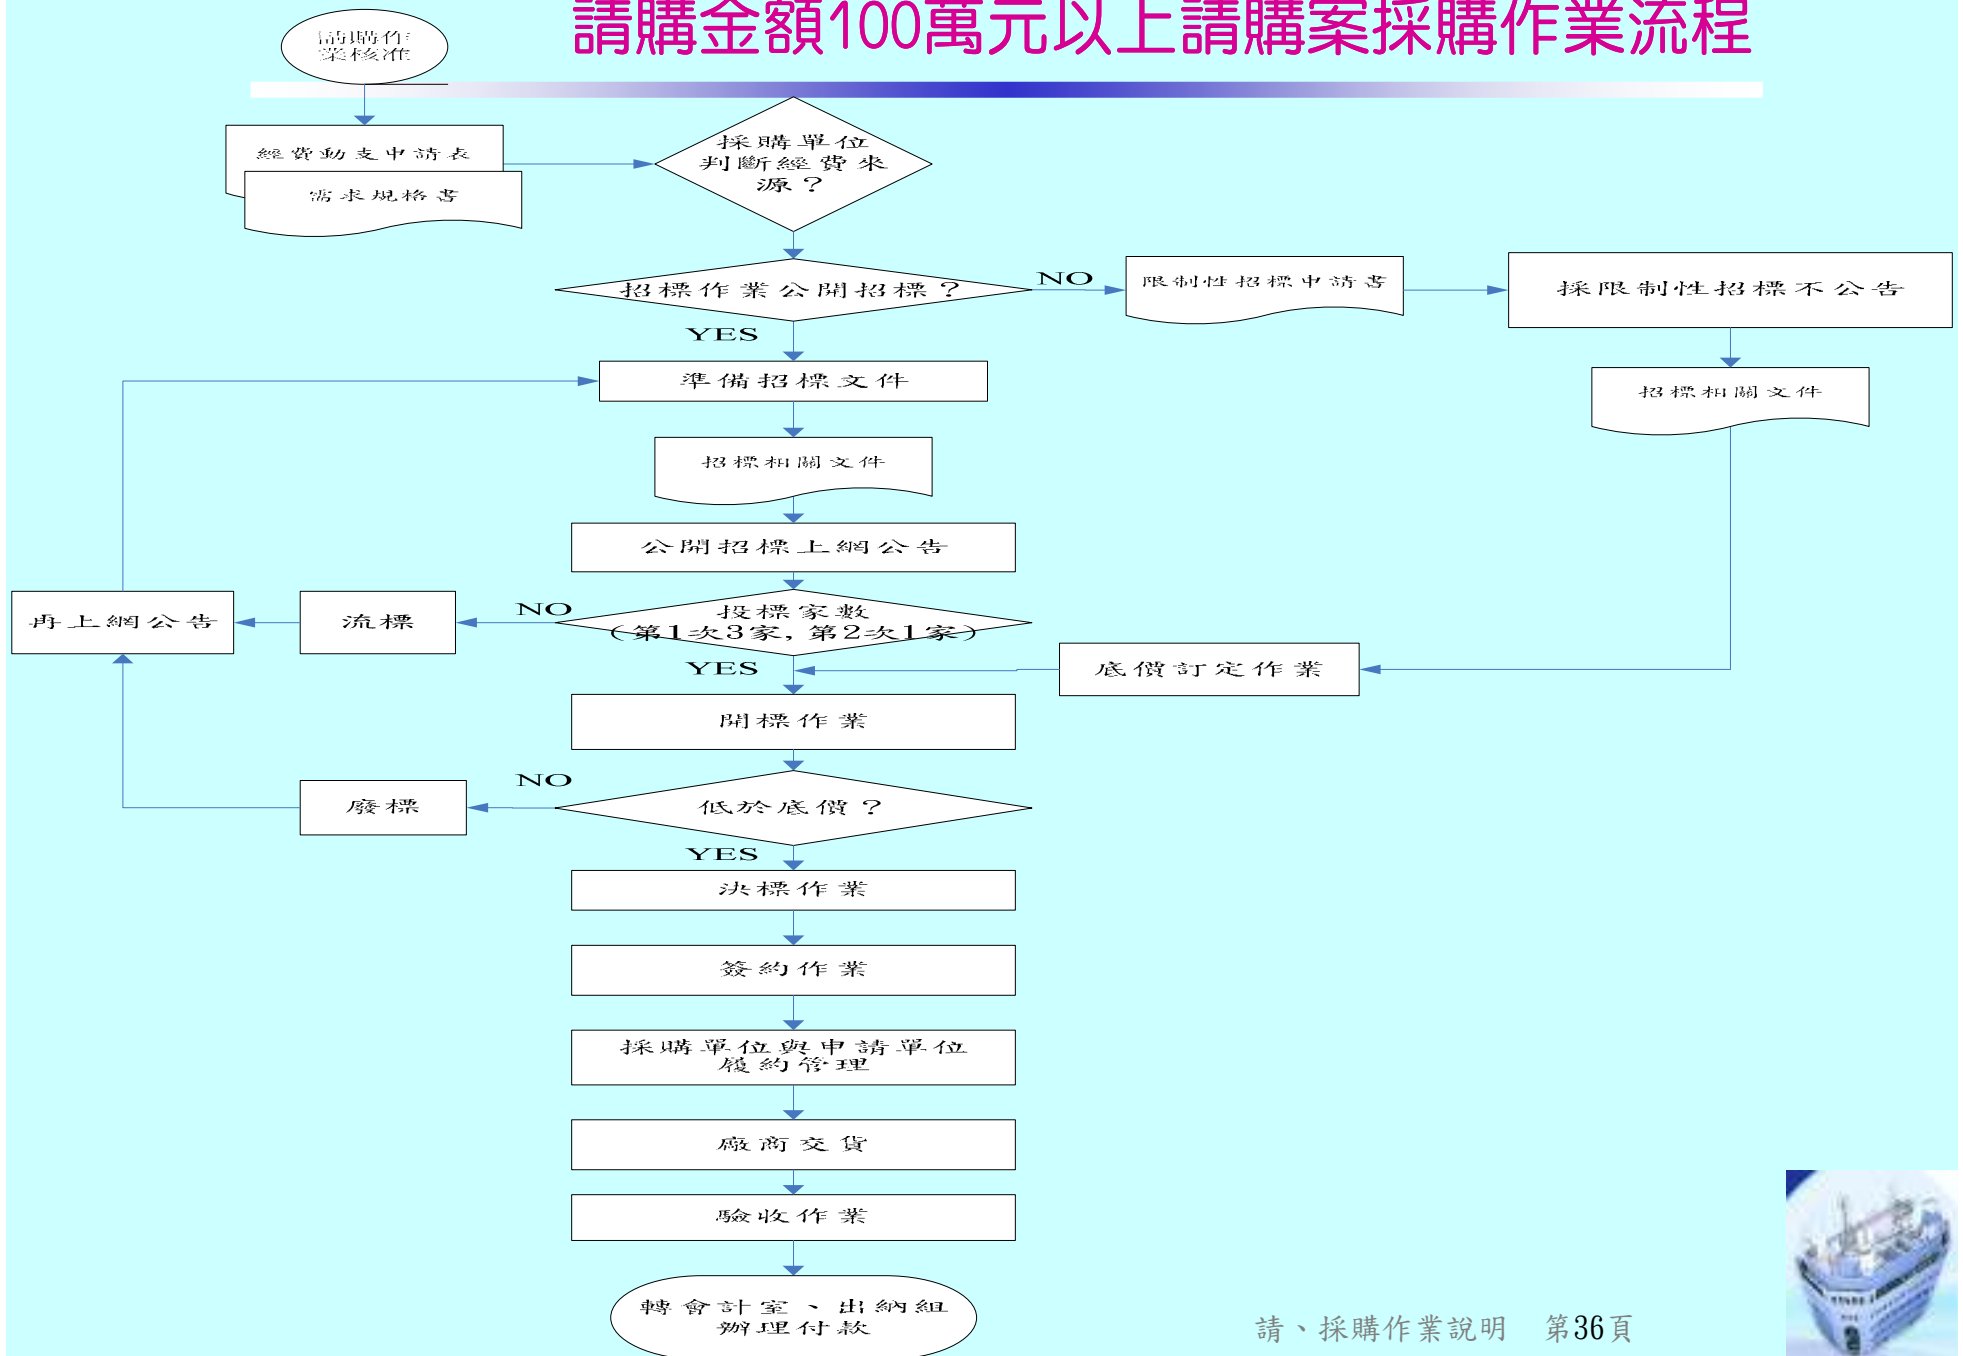 請購金額100萬元以上請購案採購作業流程
請購作
業核准
經費動支申請表
需求規格書
採購單位
判斷經費來
源？
招標作業公開招標？
NO
限制性招標申請書
採限制性招標不公告
YES
準備招標文件
招標相關文件
招標相關文件
公開招標上網公告
再上網公告
流標
NO
投標家數
(第1次3家,第2次1家)
YES
底價訂定作業
開標作業
NO
廢標
低於底價？
YES
決標作業
簽約作業
採購單位與申請單位
履約管理
廠商交貨
驗收作業
轉會計室、出納組
辦理付款
請、採購作業說明　第36頁